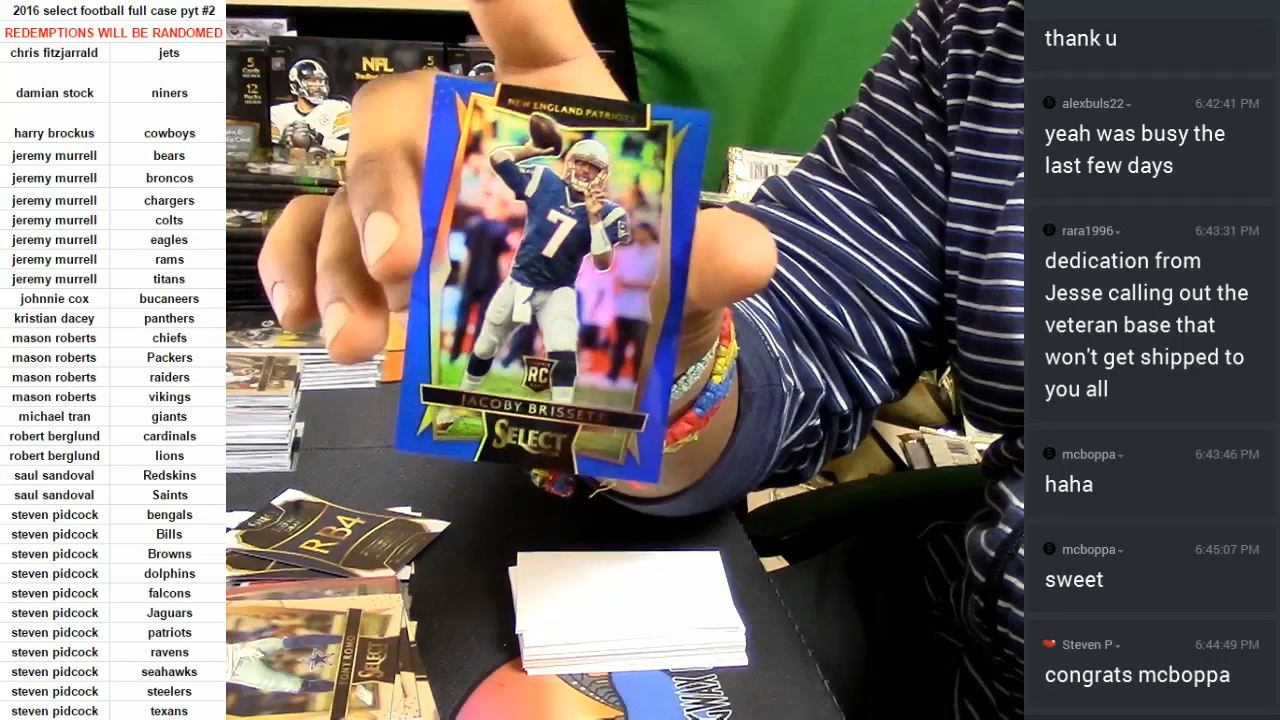 2016 select football full case pyt #2
REDEMPTIONS WILL BE RANDOMED
chris fitzjarrald jets
damian stock niners
harry brockus cowboys
jeremy murrell bears
jeremy murrell broncos
jeremy murrell chargers
jeremy murrell colts
jeremy murrell eagles
jeremy murrell rams
jeremy murrell titans
johnnie cox bucaneers
kristian dacey panthers
mason roberts chiefs
mason roberts Packers
mason roberts raiders
mason roberts vikings
michael tran giants
robert berglund cardinals
robert berglund lions
saul sandoval Redskins
saul sandoval Saints
steven pidcock bengals
steven pidcock Bills
steven pidcock Browns
steven pidcock dolphins
steven pidcock falcons
steven pidcock Jaguars
steven pidcock patriots
steven pidcock ravens
steven pidcock seahawks
steven pidcock steelers
steven pidcock texans
5
NFL
5
12
NEW ENGLAND PATRIOTS
7
RC
JACOBY BRISSETT
SELECT
RB4
TONY ROMO
SELECT
thank u
alexbuls22 6:42:41 PM
yeah was busy the
last few days
rara1996 6:43:31 PM
dedication from
Jesse calling out the
veteran base that
won't get shipped to
you all
mcboppa 6:43:46 PM
haha
mcboppa 6:45:07 PM
sweet
Steven P 6:44:49 PM
congrats mcboppa